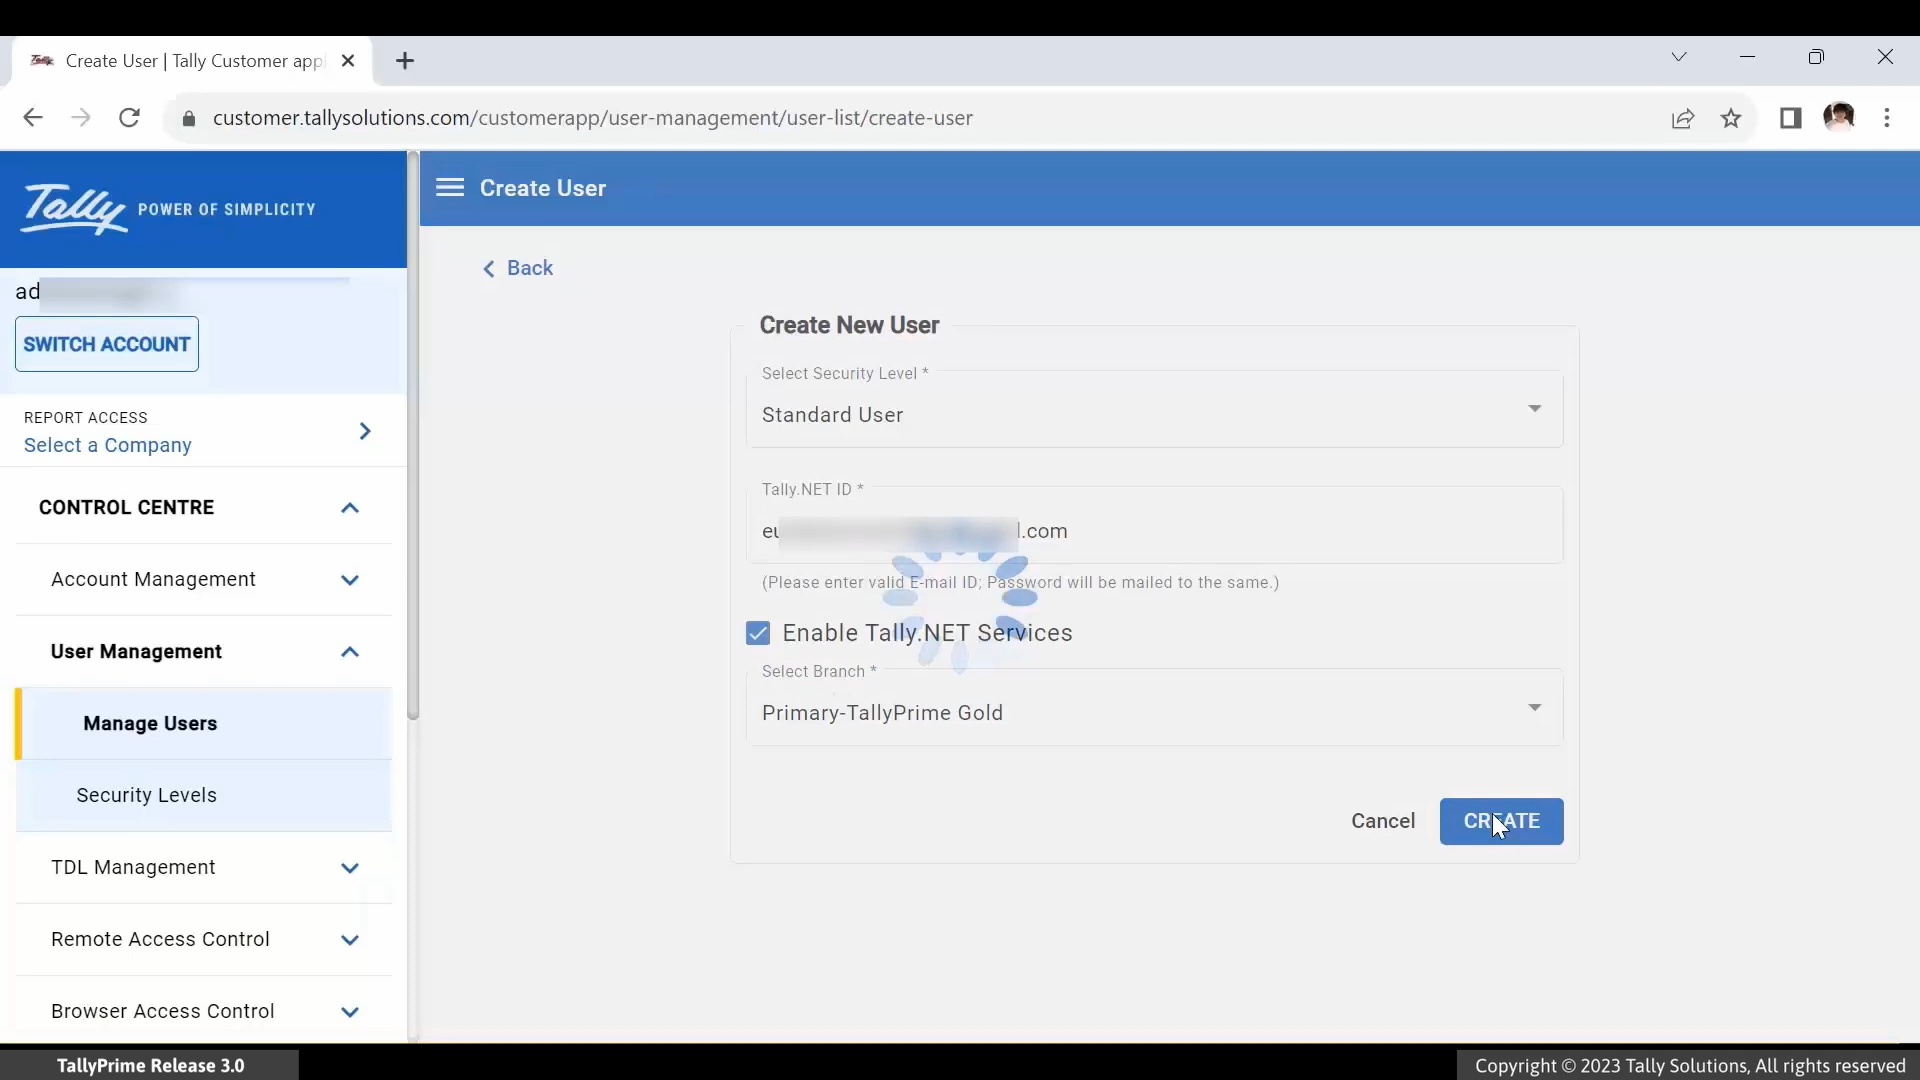 Create User | Tally Customer app
customer.tallysolutions.com/customerapp/user-management/user-list/create-user
Tally POWER OF SIMPLICITY
Create User
ad
SWITCH ACCOUNT
REPORT ACCESS
Select a Company
CONTROL CENTRE
Account Management
User Management
Manage Users
Security Levels
TDL Management
Remote Access Control
Browser Access Control
Back
Create New User
Select Security Level *
Standard User
Tally.NET ID *
eu .com
(Please enter valid E-mail ID; Password will be mailed to the same.)
Enable Tally.NET Services
Select Branch *
Primary-TallyPrime Gold
Cancel
CREATE
TallyPrime Release 3.0
Copyright © 2023 Tally Solutions, All rights reserved